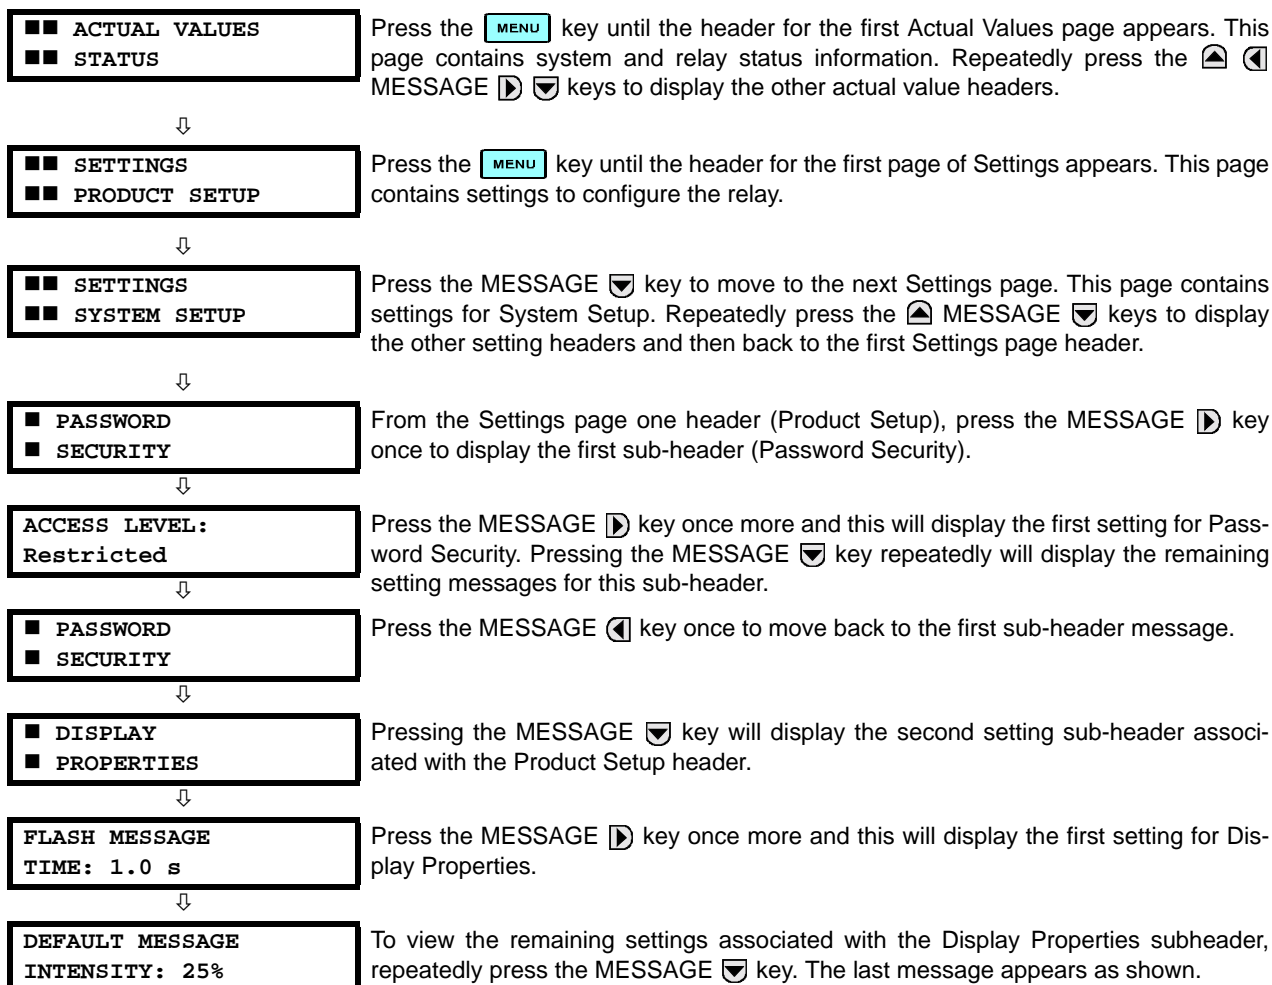 ■■ ACTUAL VALUES
■■ STATUS
Press the MENU key until the header for the first Actual Values page appears. This
page contains system and relay status information. Repeatedly press the
MESSAGE keys to display the other actual value headers.
⇩
■■ SETTINGS
■■ PRODUCT SETUP
Press the MENU key until the header for the first page of Settings appears. This page
contains settings to configure the relay.
⇩
■■ SETTINGS
■■ SYSTEM SETUP
Press the MESSAGE key to move to the next Settings page. This page contains
settings for System Setup. Repeatedly press the MESSAGE keys to display
the other setting headers and then back to the first Settings page header.
⇩
■ PASSWORD
■ SECURITY
From the Settings page one header (Product Setup), press the MESSAGE key
once to display the first sub-header (Password Security).
⇩
ACCESS LEVEL:
Restricted
Press the MESSAGE key once more and this will display the first setting for Pass-
word Security. Pressing the MESSAGE key repeatedly will display the remaining
setting messages for this sub-header.
⇩
■ PASSWORD
■ SECURITY
Press the MESSAGE key once to move back to the first sub-header message.
⇩
■ DISPLAY
■ PROPERTIES
Pressing the MESSAGE key will display the second setting sub-header associ-
ated with the Product Setup header.
⇩
FLASH MESSAGE
TIME: 1.0 s
Press the MESSAGE key once more and this will display the first setting for Dis-
play Properties.
⇩
DEFAULT MESSAGE
INTENSITY: 25%
To view the remaining settings associated with the Display Properties subheader,
repeatedly press the MESSAGE key. The last message appears as shown.